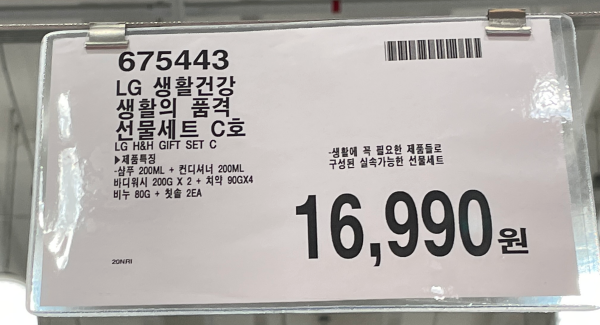 675443
LG 생활건강
생활의 품격
선물세트 C호
LG H&H GIFT SET C
▶제품특징
-샴푸 200ML + 컨디셔너 200ML
바디워시 200G X 2 + 치약 90GX4
비누 80G + 칫솔 2EA
-생활에 꼭 필요한 제품들로
구성된 실속가능한 선물세트
16,990원
20NRI